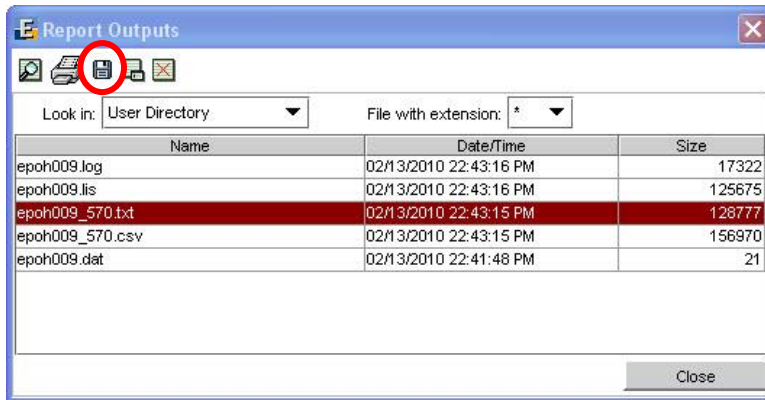 E Report Outputs
Look in: User Directory File with extension: *
Name Date/Time Size
epoh009.log 02/13/2010 22:43:16 PM 17322
epoh009.lis 02/13/2010 22:43:16 PM 125675
epoh009_570.txt 02/13/2010 22:43:15 PM 128777
epoh009_570.csv 02/13/2010 22:43:15 PM 156970
epoh009.dat 02/13/2010 22:41:48 PM 21
Close